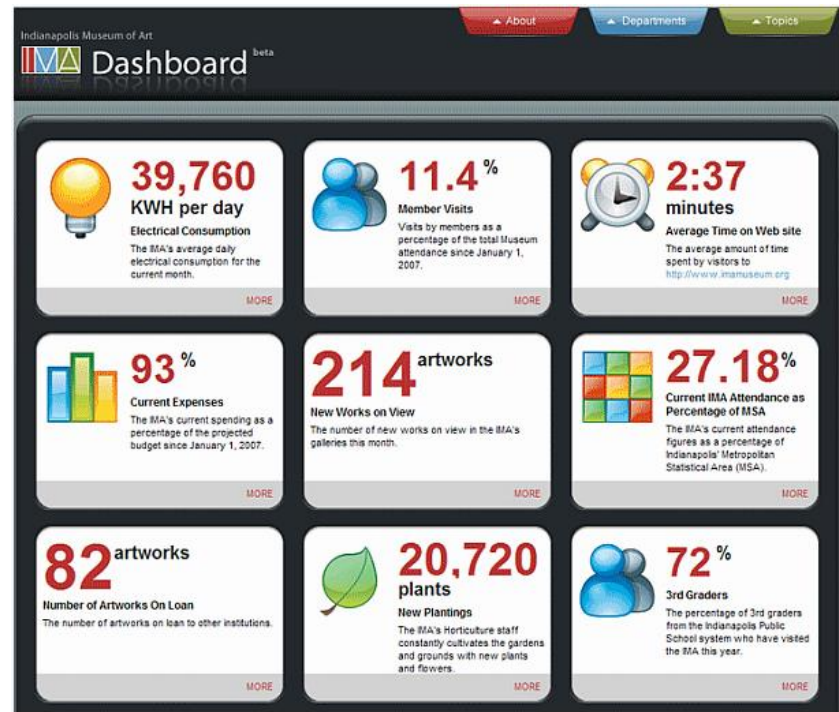 About
Departments
Topics
Indianapolis Museum of Art
IMA Dashboard beta
39,760
KWH per day
Electrical Consumption
The IMA's average daily
electrical consumption for the
current month.
MORE
11.4 %
Member Visits
Visits by members as a
percentage of the total Museum
attendance since January 1,
2007.
MORE
2:37
minutes
Average Time on Web site
The average amount of time
spent by visitors to
http://www.imamuseum.org
MORE
93 %
Current Expenses
The IMA's current spending as a
percentage of the projected
budget since January 1, 2007.
MORE
214 artworks
New Works on View
The number of new works on view in the IMA's
galleries this month.
MORE
27.18%
Current IMA Attendance as
Percentage of MSA
The IMA's current attendance
figures as a percentage of
Indianapolis' Metropolitan
Statistical Area (MSA).
MORE
82 artworks
Number of Artworks On Loan
The number of artworks on loan to other institutions.
MORE
20,720
plants
New Plantings
The IMA's Horticulture staff
constantly cultivates the gardens
and grounds with new plants
and flowers.
MORE
72 %
3rd Graders
The percentage of 3rd graders
from the Indianapolis Public
School system who have visited
the IMA this year.
MORE